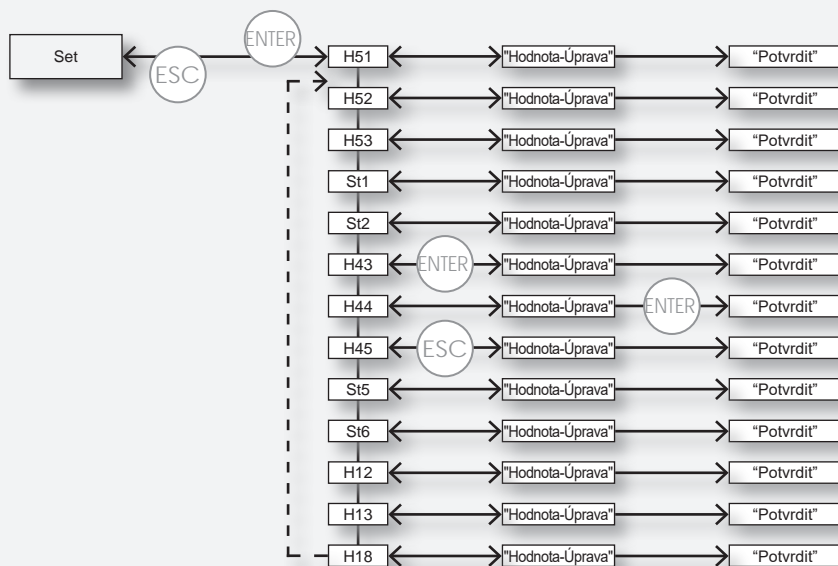 ENTER
Set
ESC
H51 "Hodnota-Úprava" “Potvrdit”
H52 "Hodnota-Úprava" “Potvrdit”
H53 "Hodnota-Úprava" “Potvrdit”
St1 "Hodnota-Úprava" “Potvrdit”
St2 "Hodnota-Úprava" “Potvrdit”
H43 ENTER "Hodnota-Úprava" “Potvrdit”
H44 "Hodnota-Úprava" ENTER “Potvrdit”
H45 ESC "Hodnota-Úprava" “Potvrdit”
St5 "Hodnota-Úprava" “Potvrdit”
St6 "Hodnota-Úprava" “Potvrdit”
H12 "Hodnota-Úprava" “Potvrdit”
H13 "Hodnota-Úprava" “Potvrdit”
H18 "Hodnota-Úprava" “Potvrdit”